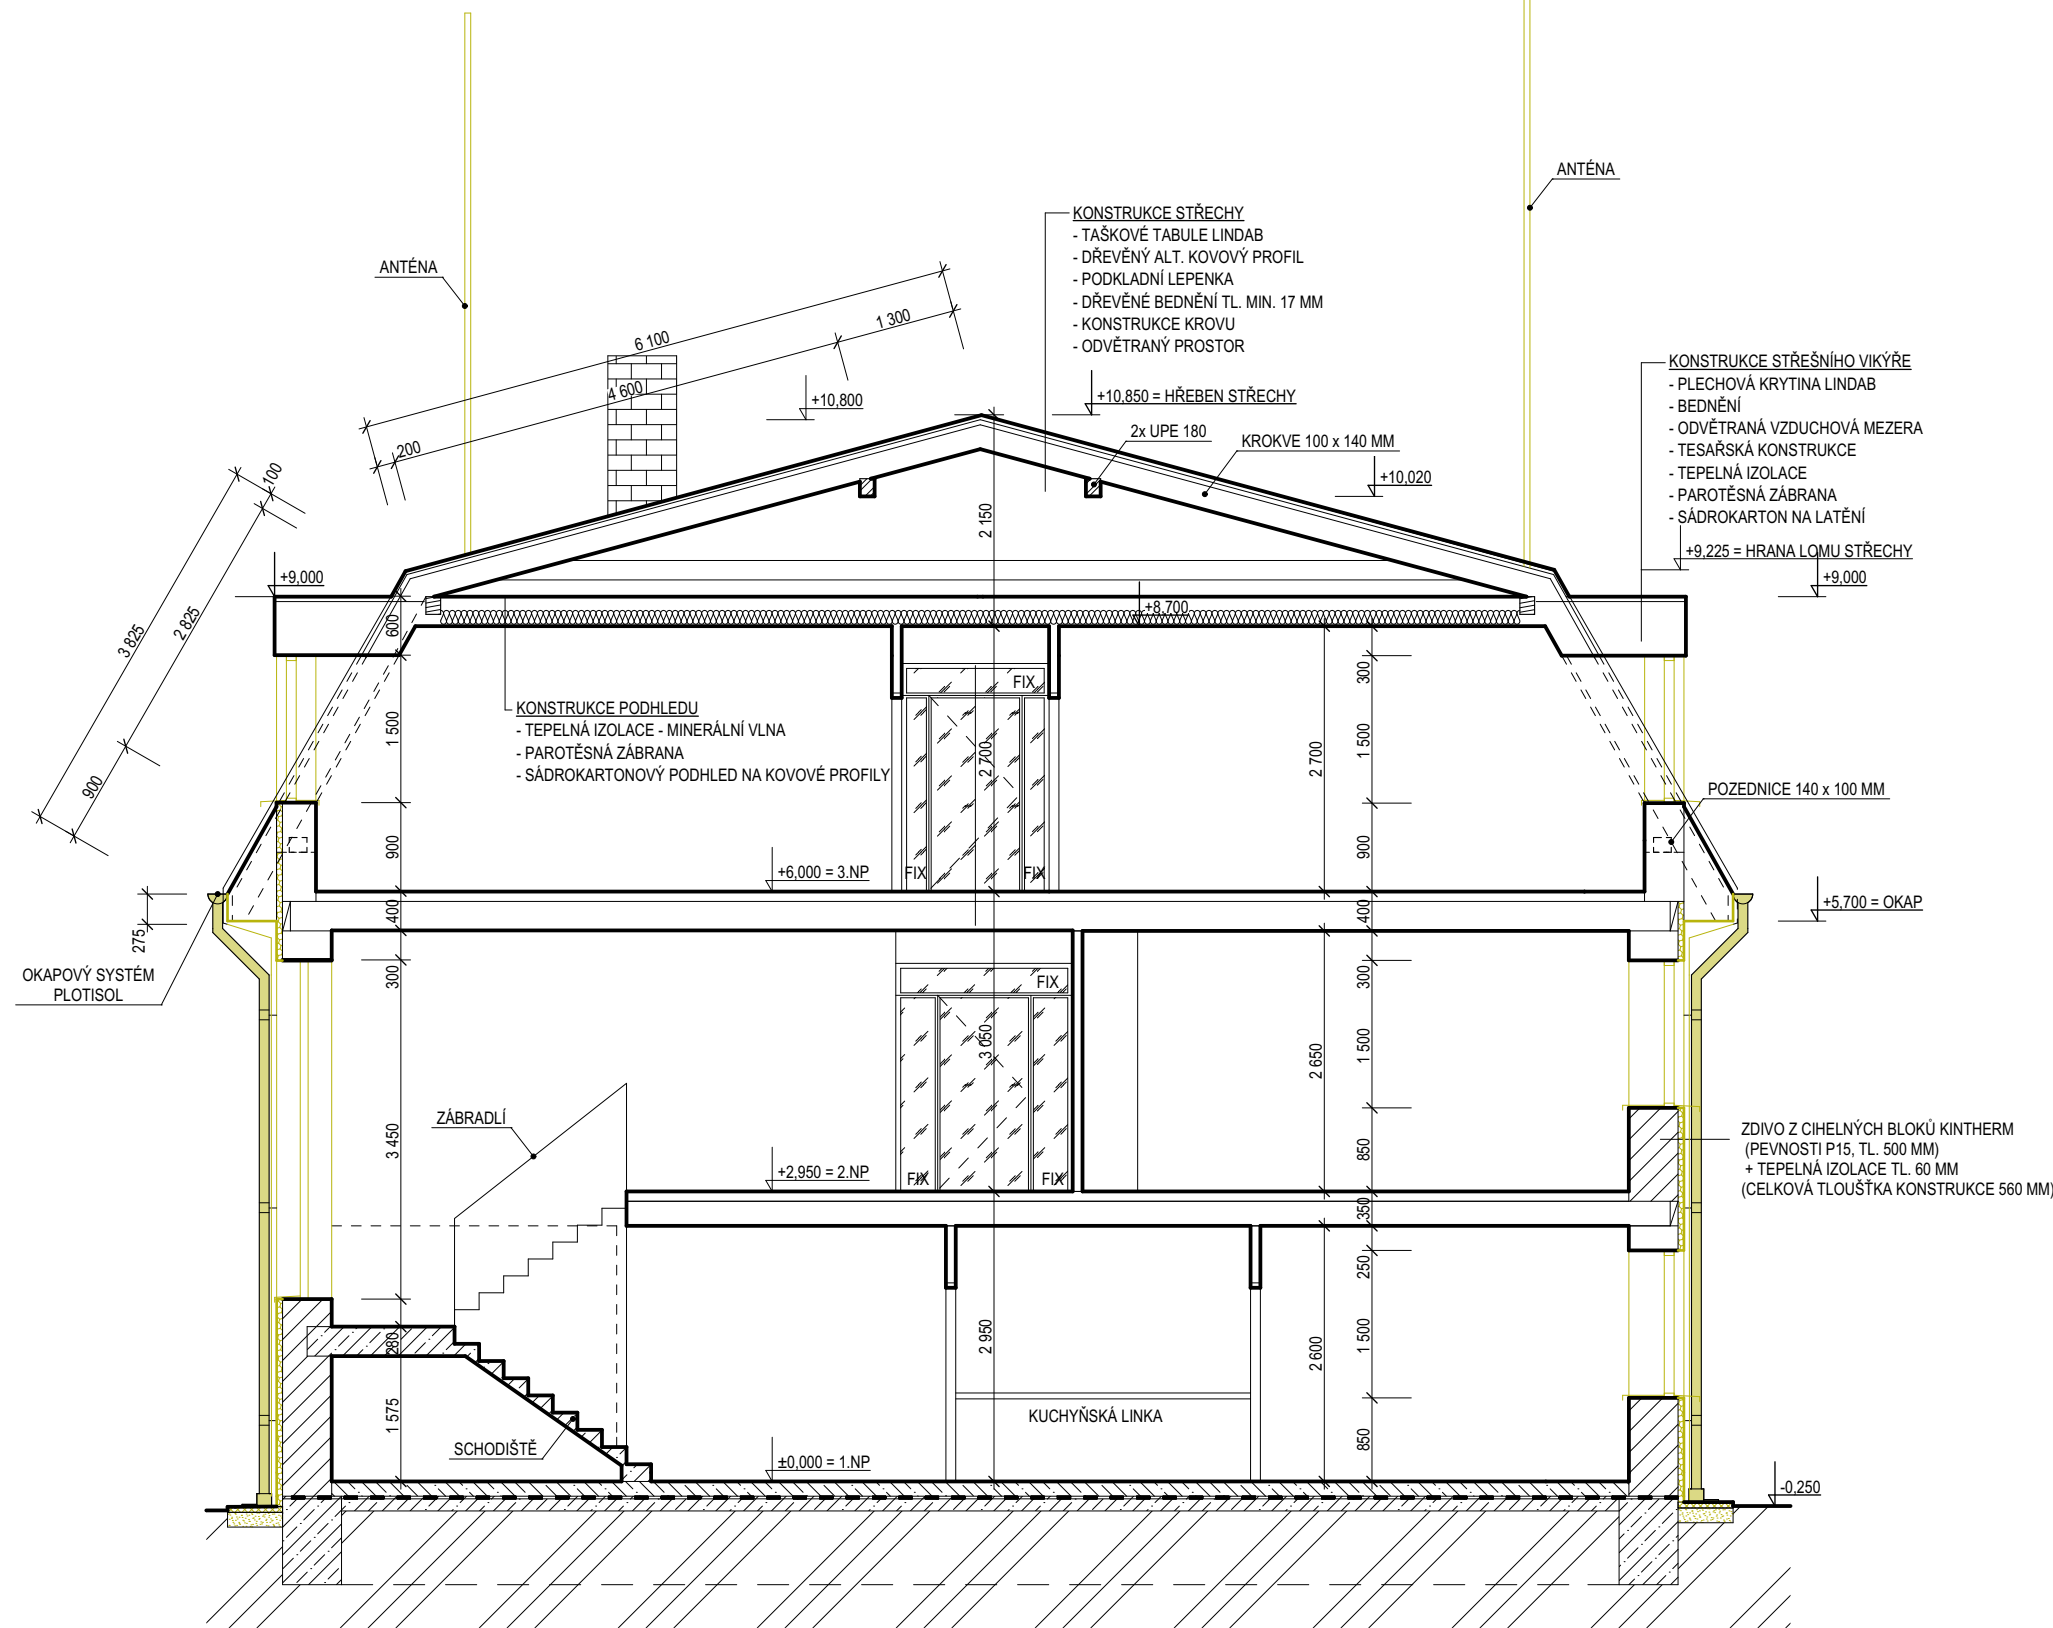 ANTÉNA
ANTÉNA
KONSTRUKCE STŘECHY
- TAŠKOVÉ TABULE LINDAB
- DŘEVĚNÝ ALT. KOVOVÝ PROFIL
- PODKLADNÍ LEPENKA
- DŘEVĚNÉ BEDNĚNÍ TL. MIN. 17 MM
- KONSTRUKCE KROVU
- ODVĚTRANÝ PROSTOR
6 100
1 300
4 600
200
KONSTRUKCE STŘEŠNÍHO VIKÝŘE
- PLECHOVÁ KRYTINA LINDAB
- BEDNĚNÍ
- ODVĚTRANÁ VZDUCHOVÁ MEZERA
- TESAŘSKÁ KONSTRUKCE
- TEPELNÁ IZOLACE
- PAROTĚSNÁ ZÁBRANA
- SÁDROKARTON NA LATĚNÍ
+10,800
+10,850 = HŘEBEN STŘECHY
2x UPE 180
KROKVE 100 x 140 MM
+10,020
100
3 825
2 825
900
2 150
+9,225 = HRANA LOMU STŘECHY
+9,000
+9,000
+8,700
600
300
KONSTRUKCE PODHLEDU
- TEPELNÁ IZOLACE - MINERÁLNÍ VLNA
- PAROTĚSNÁ ZÁBRANA
- SÁDROKARTONOVÝ PODHLED NA KOVOVÉ PROFILY
FIX
1 500
2 700
2 700
1 500
POZEDNICE 140 x 100 MM
900
900
+6,000 = 3.NP
FIX
FIX
+5,700 = OKAP
275
400
400
OKAPOVÝ SYSTÉM
PLOTISOL
300
FIX
300
3 050
2 650
1 500
ZÁBRADLÍ
3 450
850
ZDIVO Z CIHELNÝCH BLOKŮ KINTHERM
(PEVNOSTI P15, TL. 500 MM)
+ TEPELNÁ IZOLACE TL. 60 MM
(CELKOVÁ TLOUŠŤKA KONSTRUKCE 560 MM)
+2,950 = 2.NP
FIX
FIX
350
250
280
2 950
2 600
1 500
1 575
KUCHYŇSKÁ LINKA
SCHODIŠTĚ
850
±0,000 = 1.NP
-0,250